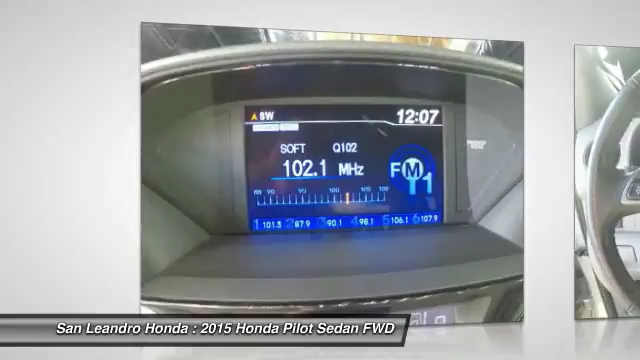 SW
12:07
SOFT Q102
102.1 MHz
FM1
88 90 95 100 105 108
1 101.3 2 87.9 3 90.1 4 98.1 5 106.1 6 107.9
San Leandro Honda : 2015 Honda Pilot Sedan FWD